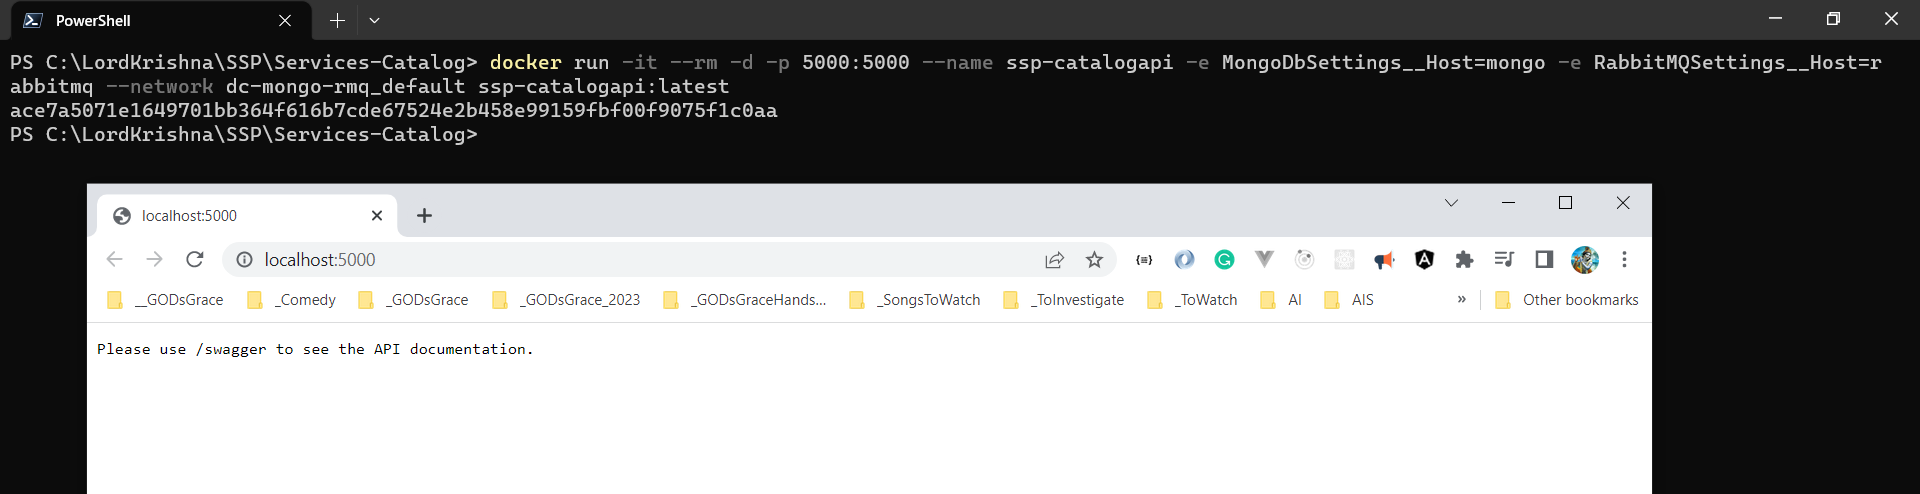 PowerShell
PS C:\LordKrishna\SSP\Services-Catalog> docker run -it --rm -d -p 5000:5000 --name ssp-catalogapi -e MongoDbSettings__Host=mongo -e RabbitMQSettings__Host=r
abbitmq --network dc-mongo-rmq_default ssp-catalogapi:latest
ace7a5071e1649701bb364f616b7cde67524e2b458e99159fbf00f9075f1c0aa
PS C:\LordKrishna\SSP\Services-Catalog>
localhost:5000
localhost:5000
__GODsGrace _Comedy _GODsGrace _GODsGrace_2023 _GODsGraceHands... _SongsToWatch _ToInvestigate _ToWatch AI AIS » Other bookmarks
Please use /swagger to see the API documentation.